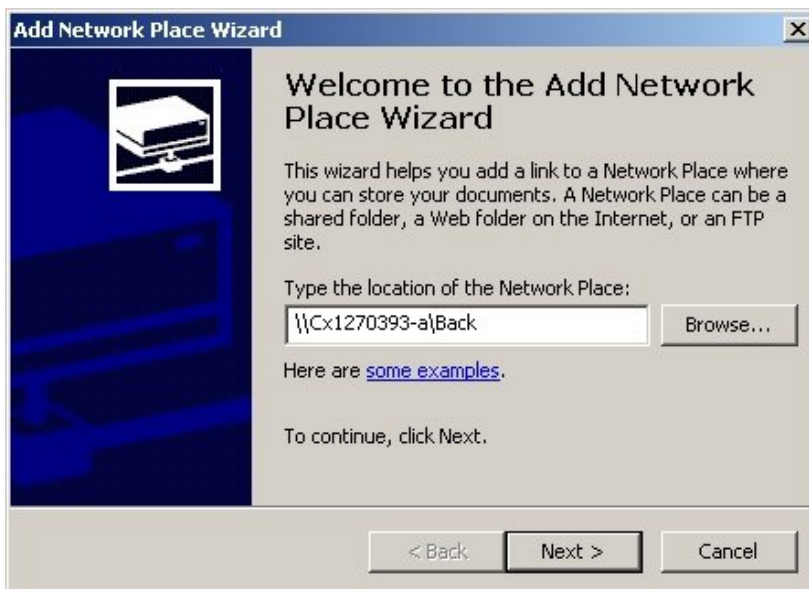 Add Network Place Wizard
Welcome to the Add Network
Place Wizard
This wizard helps you add a link to a Network Place where
you can store your documents. A Network Place can be a
shared folder, a Web folder on the Internet, or an FTP
site.
Type the location of the Network Place:
\\Cx1270393-a\Back
Browse...
Here are some examples.
To continue, click Next.
< Back
Next >
Cancel